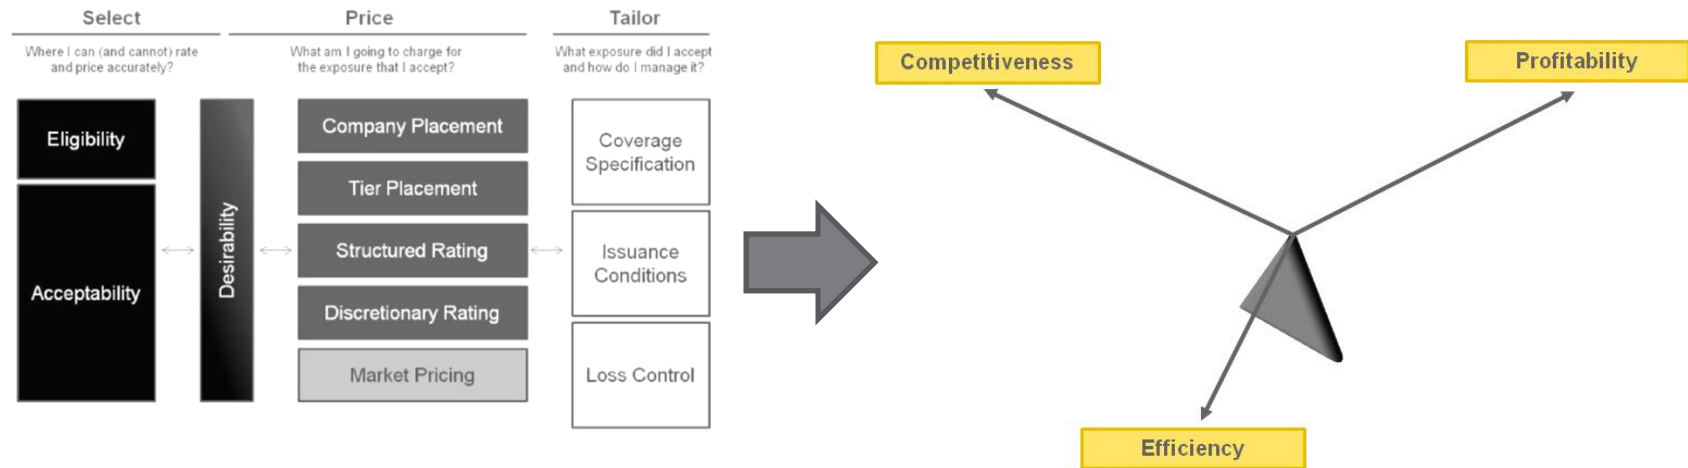 Select
Where I can (and cannot) rate
and price accurately?
Eligibility
Acceptability
Desirability
Price
What am I going to charge for
the exposure that I accept?
Company Placement
Tier Placement
Structured Rating
Discretionary Rating
Market Pricing
Tailor
What exposure did I accept
and how do I manage it?
Coverage
Specification
Issuance
Conditions
Loss Control
Competitiveness
Profitability
Efficiency